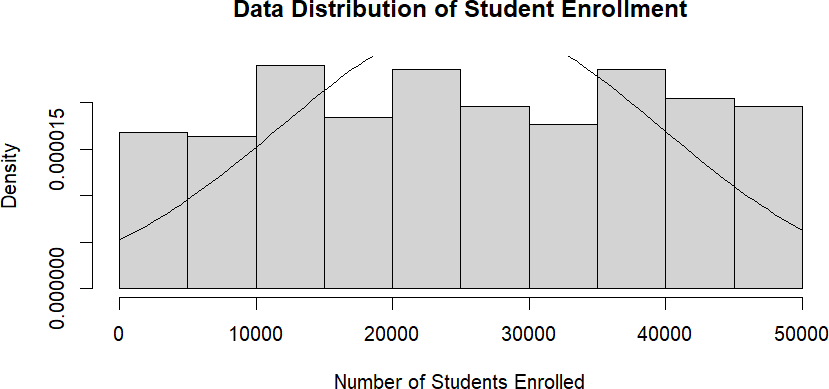 Data Distribution of Student Enrollment
Density
0.000015
0.000000
0
10000
20000
30000
40000
50000
Number of Students Enrolled